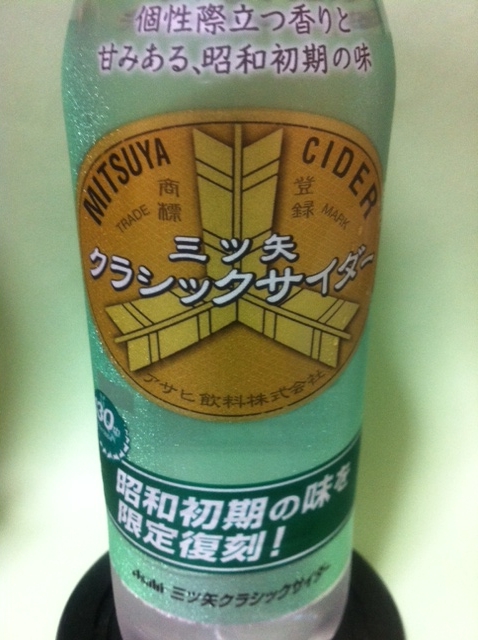 個性際立つ香りと
甘みある、昭和初期の味
MITSUYA CIDER
TRADE 商標 登録 MARK
三ツ矢
クラシックサイダー
アサヒ飲料株式会社
昭和初期の味を
限定復刻!
Asahi 三ツ矢クラシックサイダー